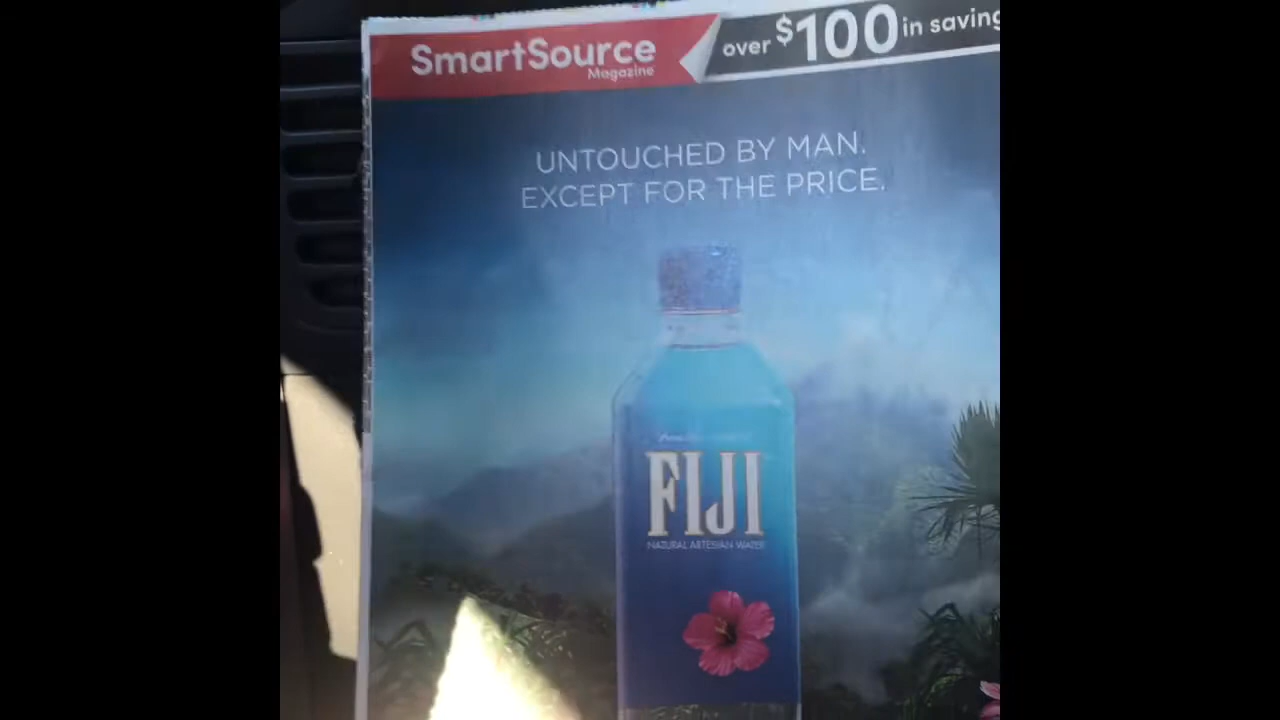 SmartSource
Magazine
over $100 in saving
UNTOUCHED BY MAN.
EXCEPT FOR THE PRICE.
FIJI
NATURAL ARTESIAN WATER